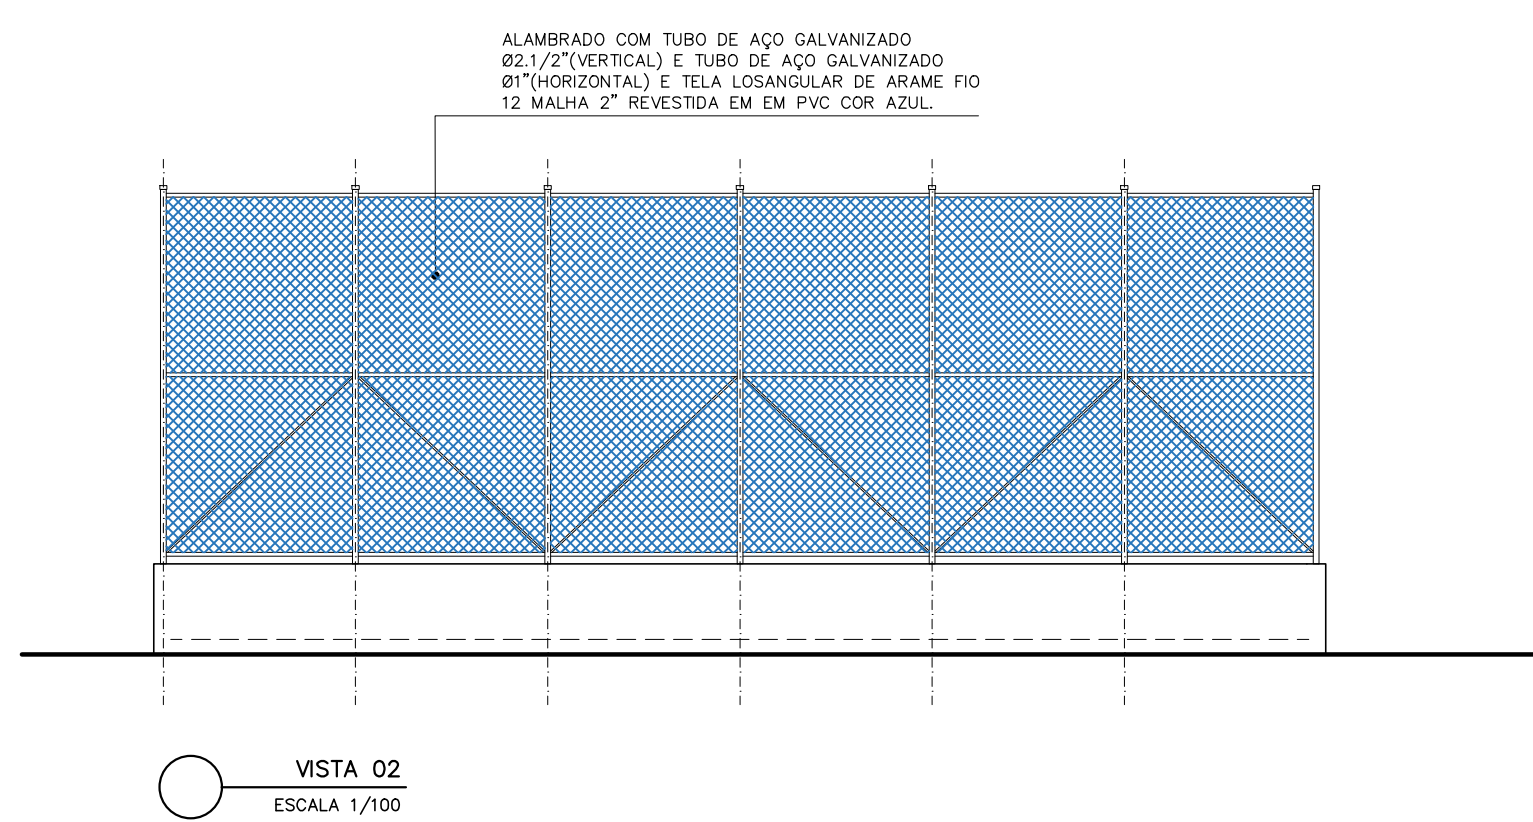 ALAMBRADO COM TUBO DE AÇO GALVANIZADO
Ø2.1/2”(VERTICAL) E TUBO DE AÇO GALVANIZADO
Ø1”(HORIZONTAL) E TELA LOSANGULAR DE ARAME FIO
12 MALHA 2” REVESTIDA EM EM PVC COR AZUL.
VISTA 02
ESCALA 1/100